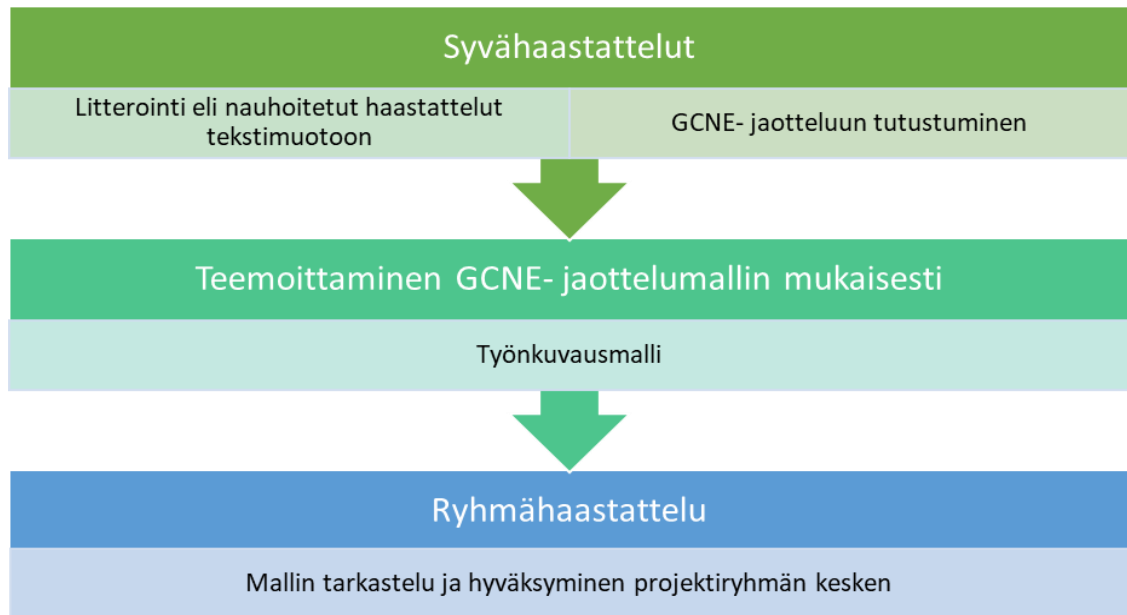 Syvähaastattelut
Litterointi eli nauhoitetut haastattelut
tekstimuotoon
GCNE- jaotteluun tutustuminen
Teemoittaminen GCNE- jaottelumallin mukaisesti
Työnkuvausmalli
Ryhmähaastattelu
Mallin tarkastelu ja hyväksyminen projektiryhmän kesken